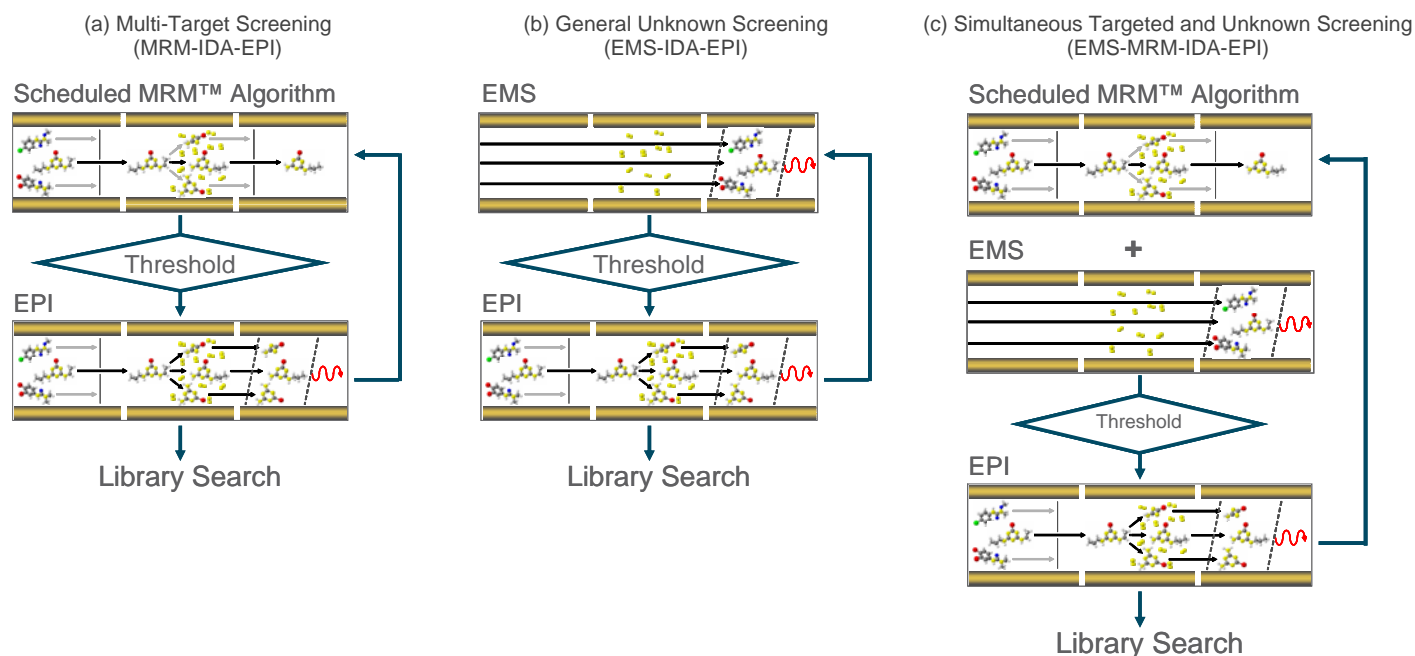 (a) Multi-Target Screening
(MRM-IDA-EPI)
Scheduled MRM™ Algorithm
Threshold
EPI
Library Search
(b) General Unknown Screening
(EMS-IDA-EPI)
EMS
Threshold
EPI
Library Search
(c) Simultaneous Targeted and Unknown Screening
(EMS-MRM-IDA-EPI)
Scheduled MRM™ Algorithm
EMS +
Threshold
EPI
Library Search